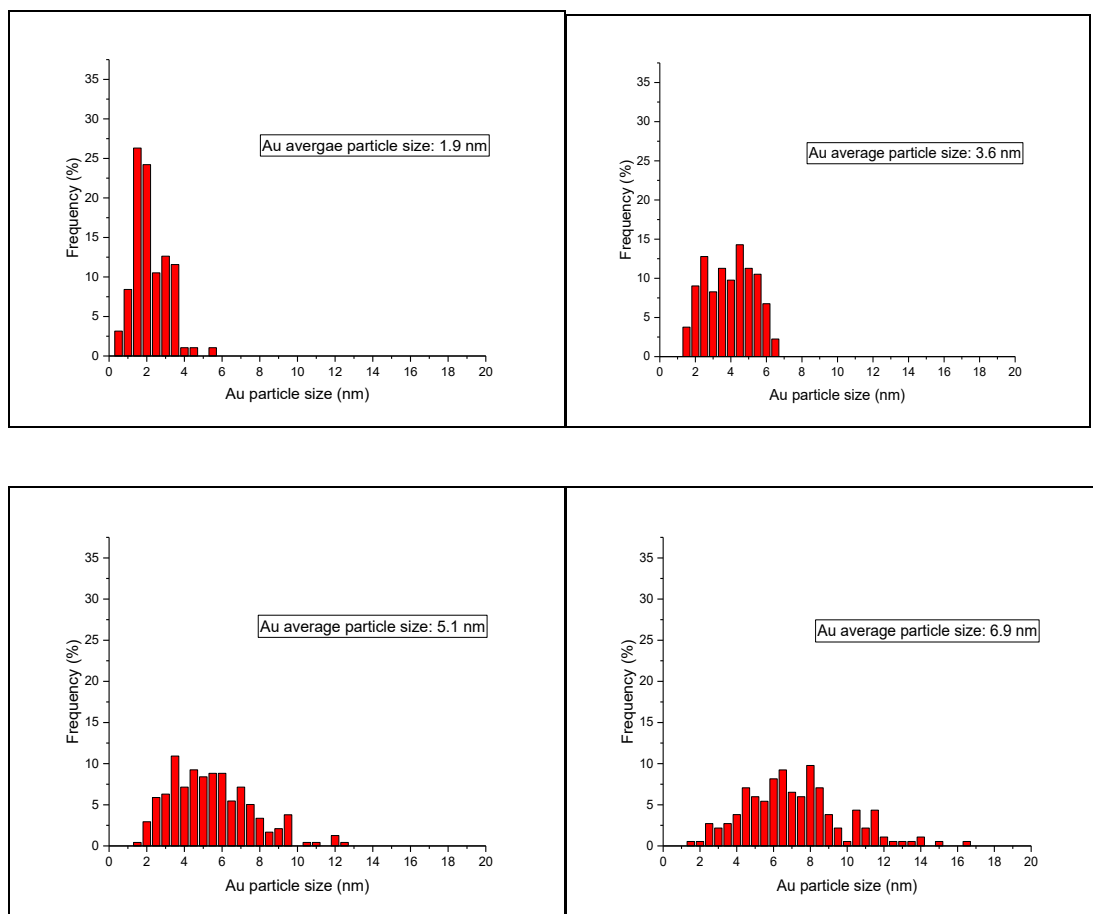 35
30
25
20
15
10
5
0
Frequency (%)
Au avergae particle size: 1.9 nm
0 2 4 6 8 10 12 14 16 18 20
Au particle size (nm)
35
30
25
20
15
10
5
0
Frequency (%)
Au average particle size: 3.6 nm
0 2 4 6 8 10 12 14 16 18 20
Au particle size (nm)
35
30
25
20
15
10
5
0
Frequency (%)
Au average particle size: 5.1 nm
0 2 4 6 8 10 12 14 16 18 20
Au particle size (nm)
35
30
25
20
15
10
5
0
Frequency (%)
Au average particle size: 6.9 nm
0 2 4 6 8 10 12 14 16 18 20
Au particle size (nm)